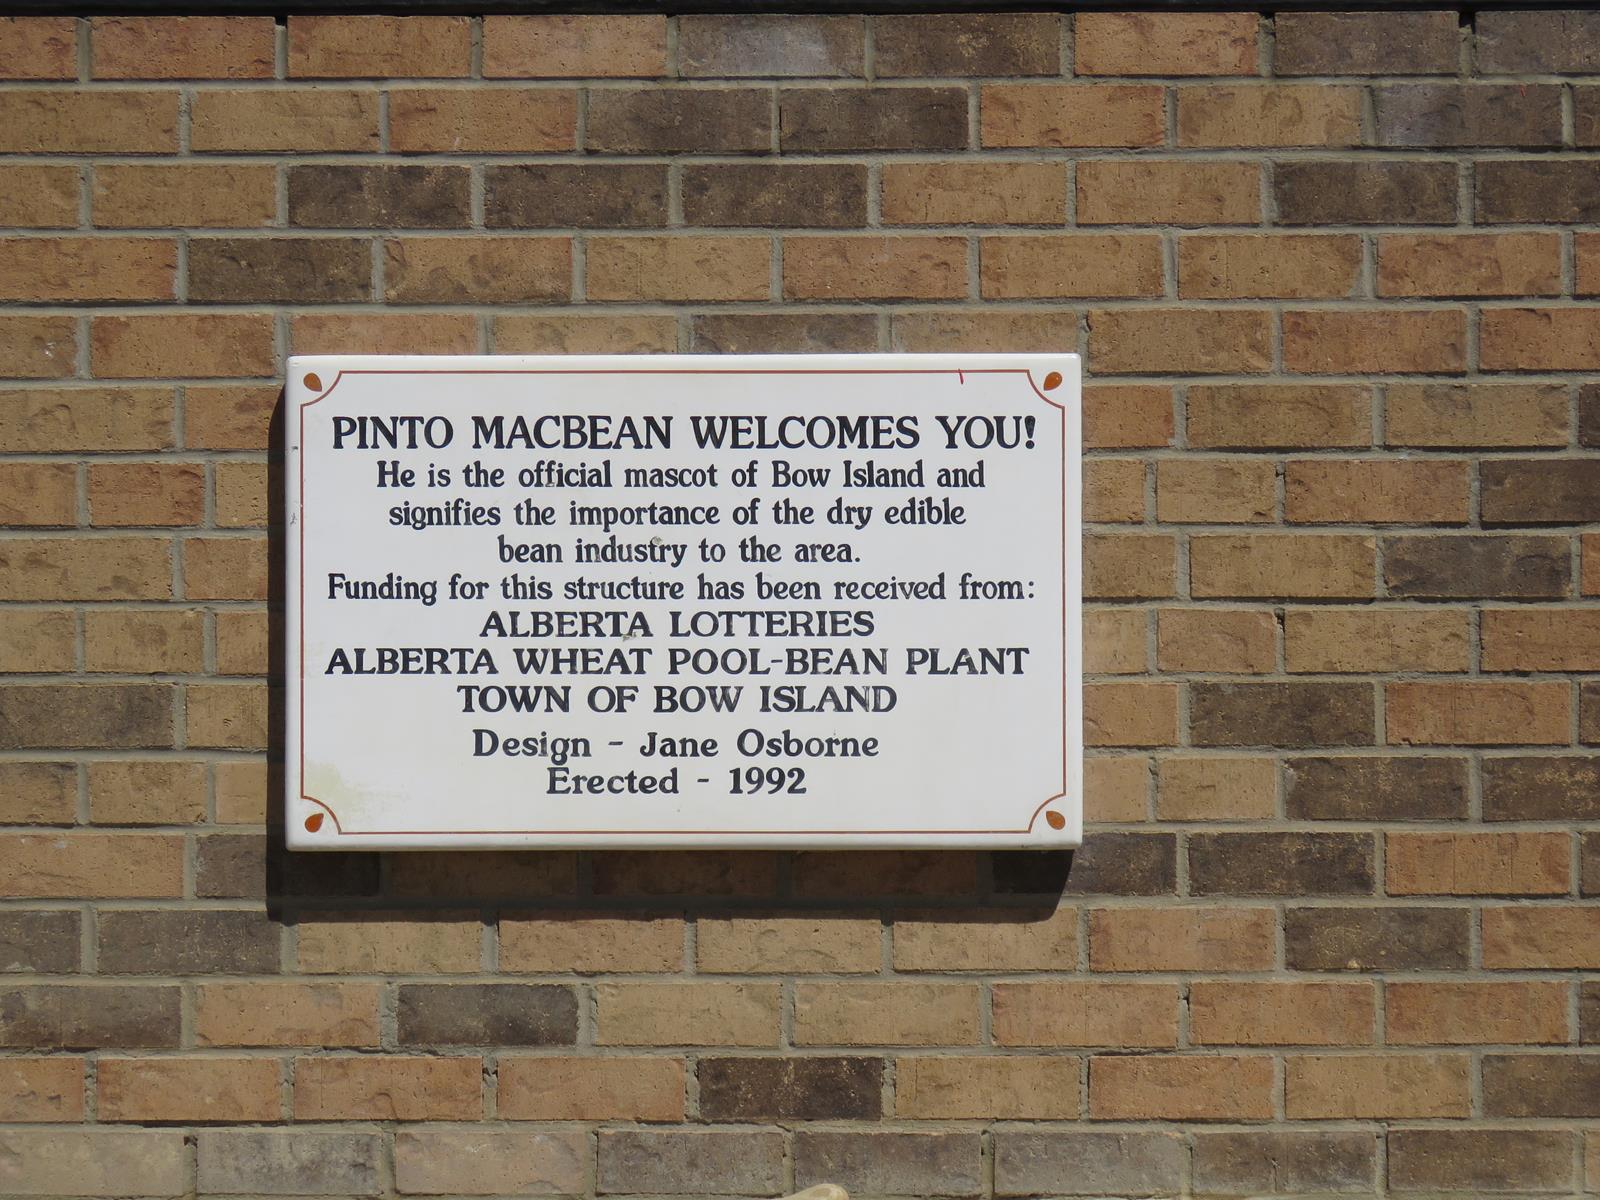 PINTO MACBEAN WELCOMES YOU!
He is the official mascot of Bow Island and
signifies the importance of the dry edible
bean industry to the area.
Funding for this structure has been received from:
ALBERTA LOTTERIES
ALBERTA WHEAT POOL-BEAN PLANT
TOWN OF BOW ISLAND
Design - Jane Osborne
Erected - 1992